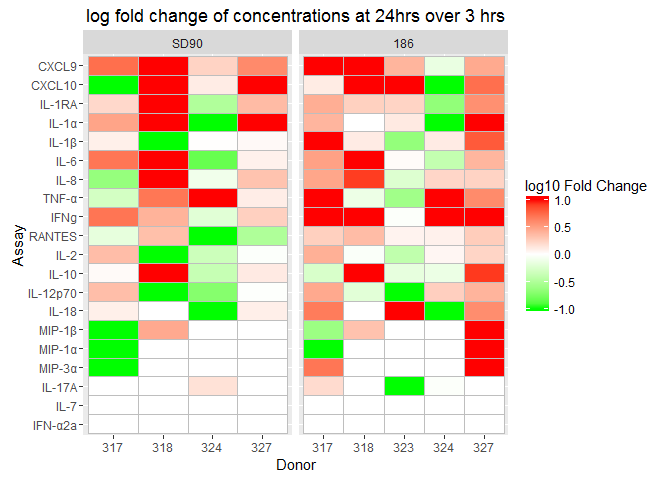 log fold change of concentrations at 24hrs over 3 hrs
SD90
186
CXCL9
CXCL10
IL-1RA
IL-1α
IL-1β
IL-6
IL-8
TNF-α
IFNg
RANTES
IL-2
IL-10
IL-12p70
IL-18
MIP-1β
MIP-1α
MIP-3α
IL-17A
IL-7
IFN-α2a
Assay
317 318 324 327
317 318 323 324 327
Donor
log10 Fold Change
1.0
0.5
0.0
-0.5
-1.0